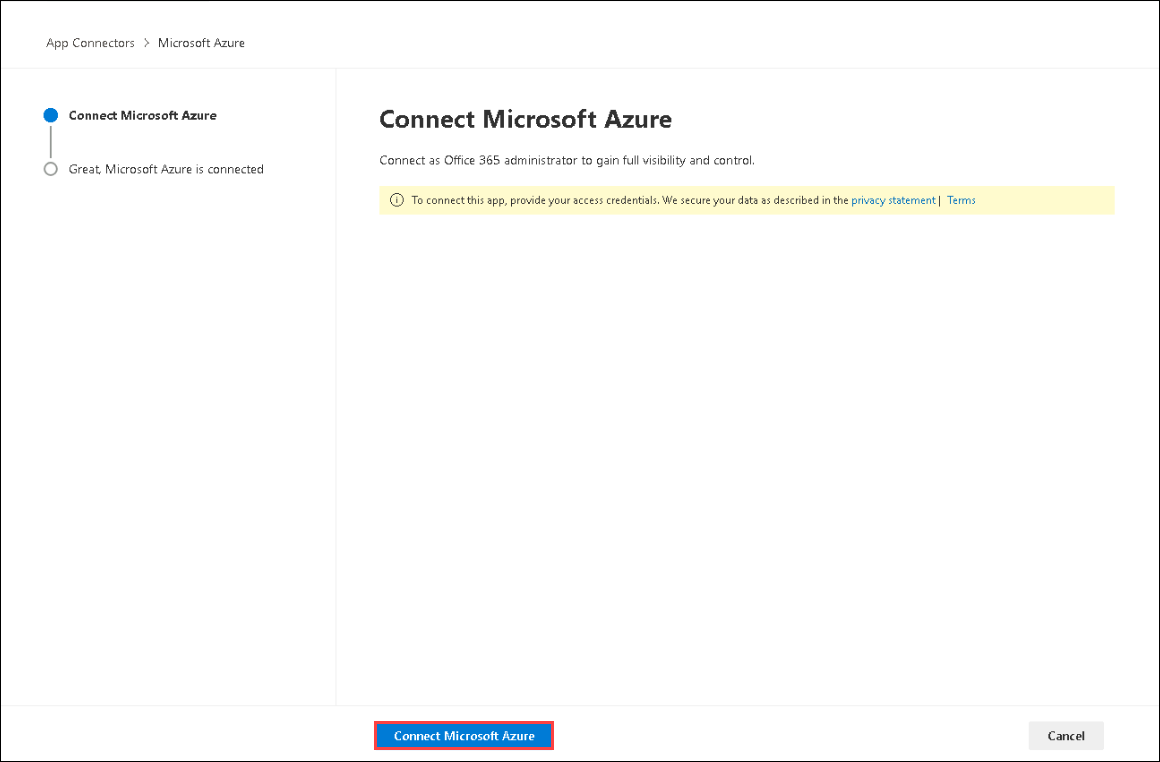 App Connectors > Microsoft Azure
Connect Microsoft Azure
Great, Microsoft Azure is connected
Connect Microsoft Azure
Connect as Office 365 administrator to gain full visibility and control.
To connect this app, provide your access credentials. We secure your data as described in the privacy statement | Terms
Connect Microsoft Azure
Cancel